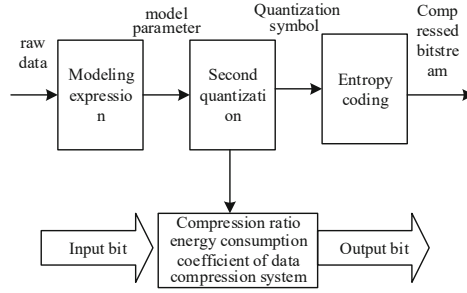 raw
data
Modeling
expressio
n
model
parameter
Second
quantizati
on
Quantization
symbol
Entropy
coding
Comp
ressed
bitstre
am
Input bit
Compression ratio
energy consumption
coefficient of data
compression system
Output bit